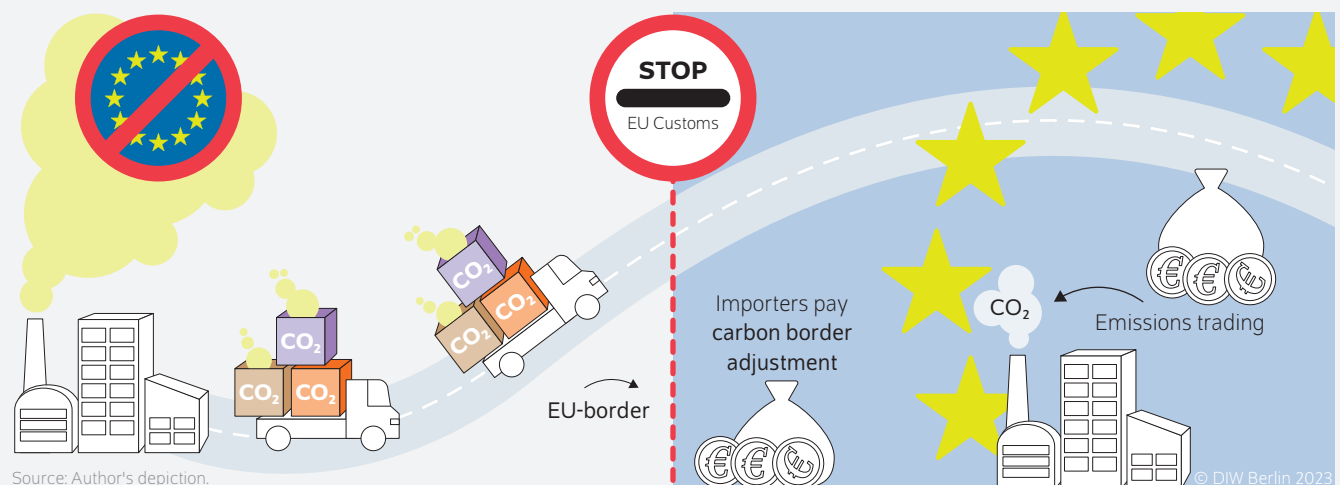 STOP
EU Customs
CO₂
CO₂
CO₂
CO₂
CO₂
CO₂
EU-border
Importers pay
carbon border
adjustment
€ € €
CO₂
Emissions trading
€ € €
Source: Author's depiction.
© DIW Berlin 2023